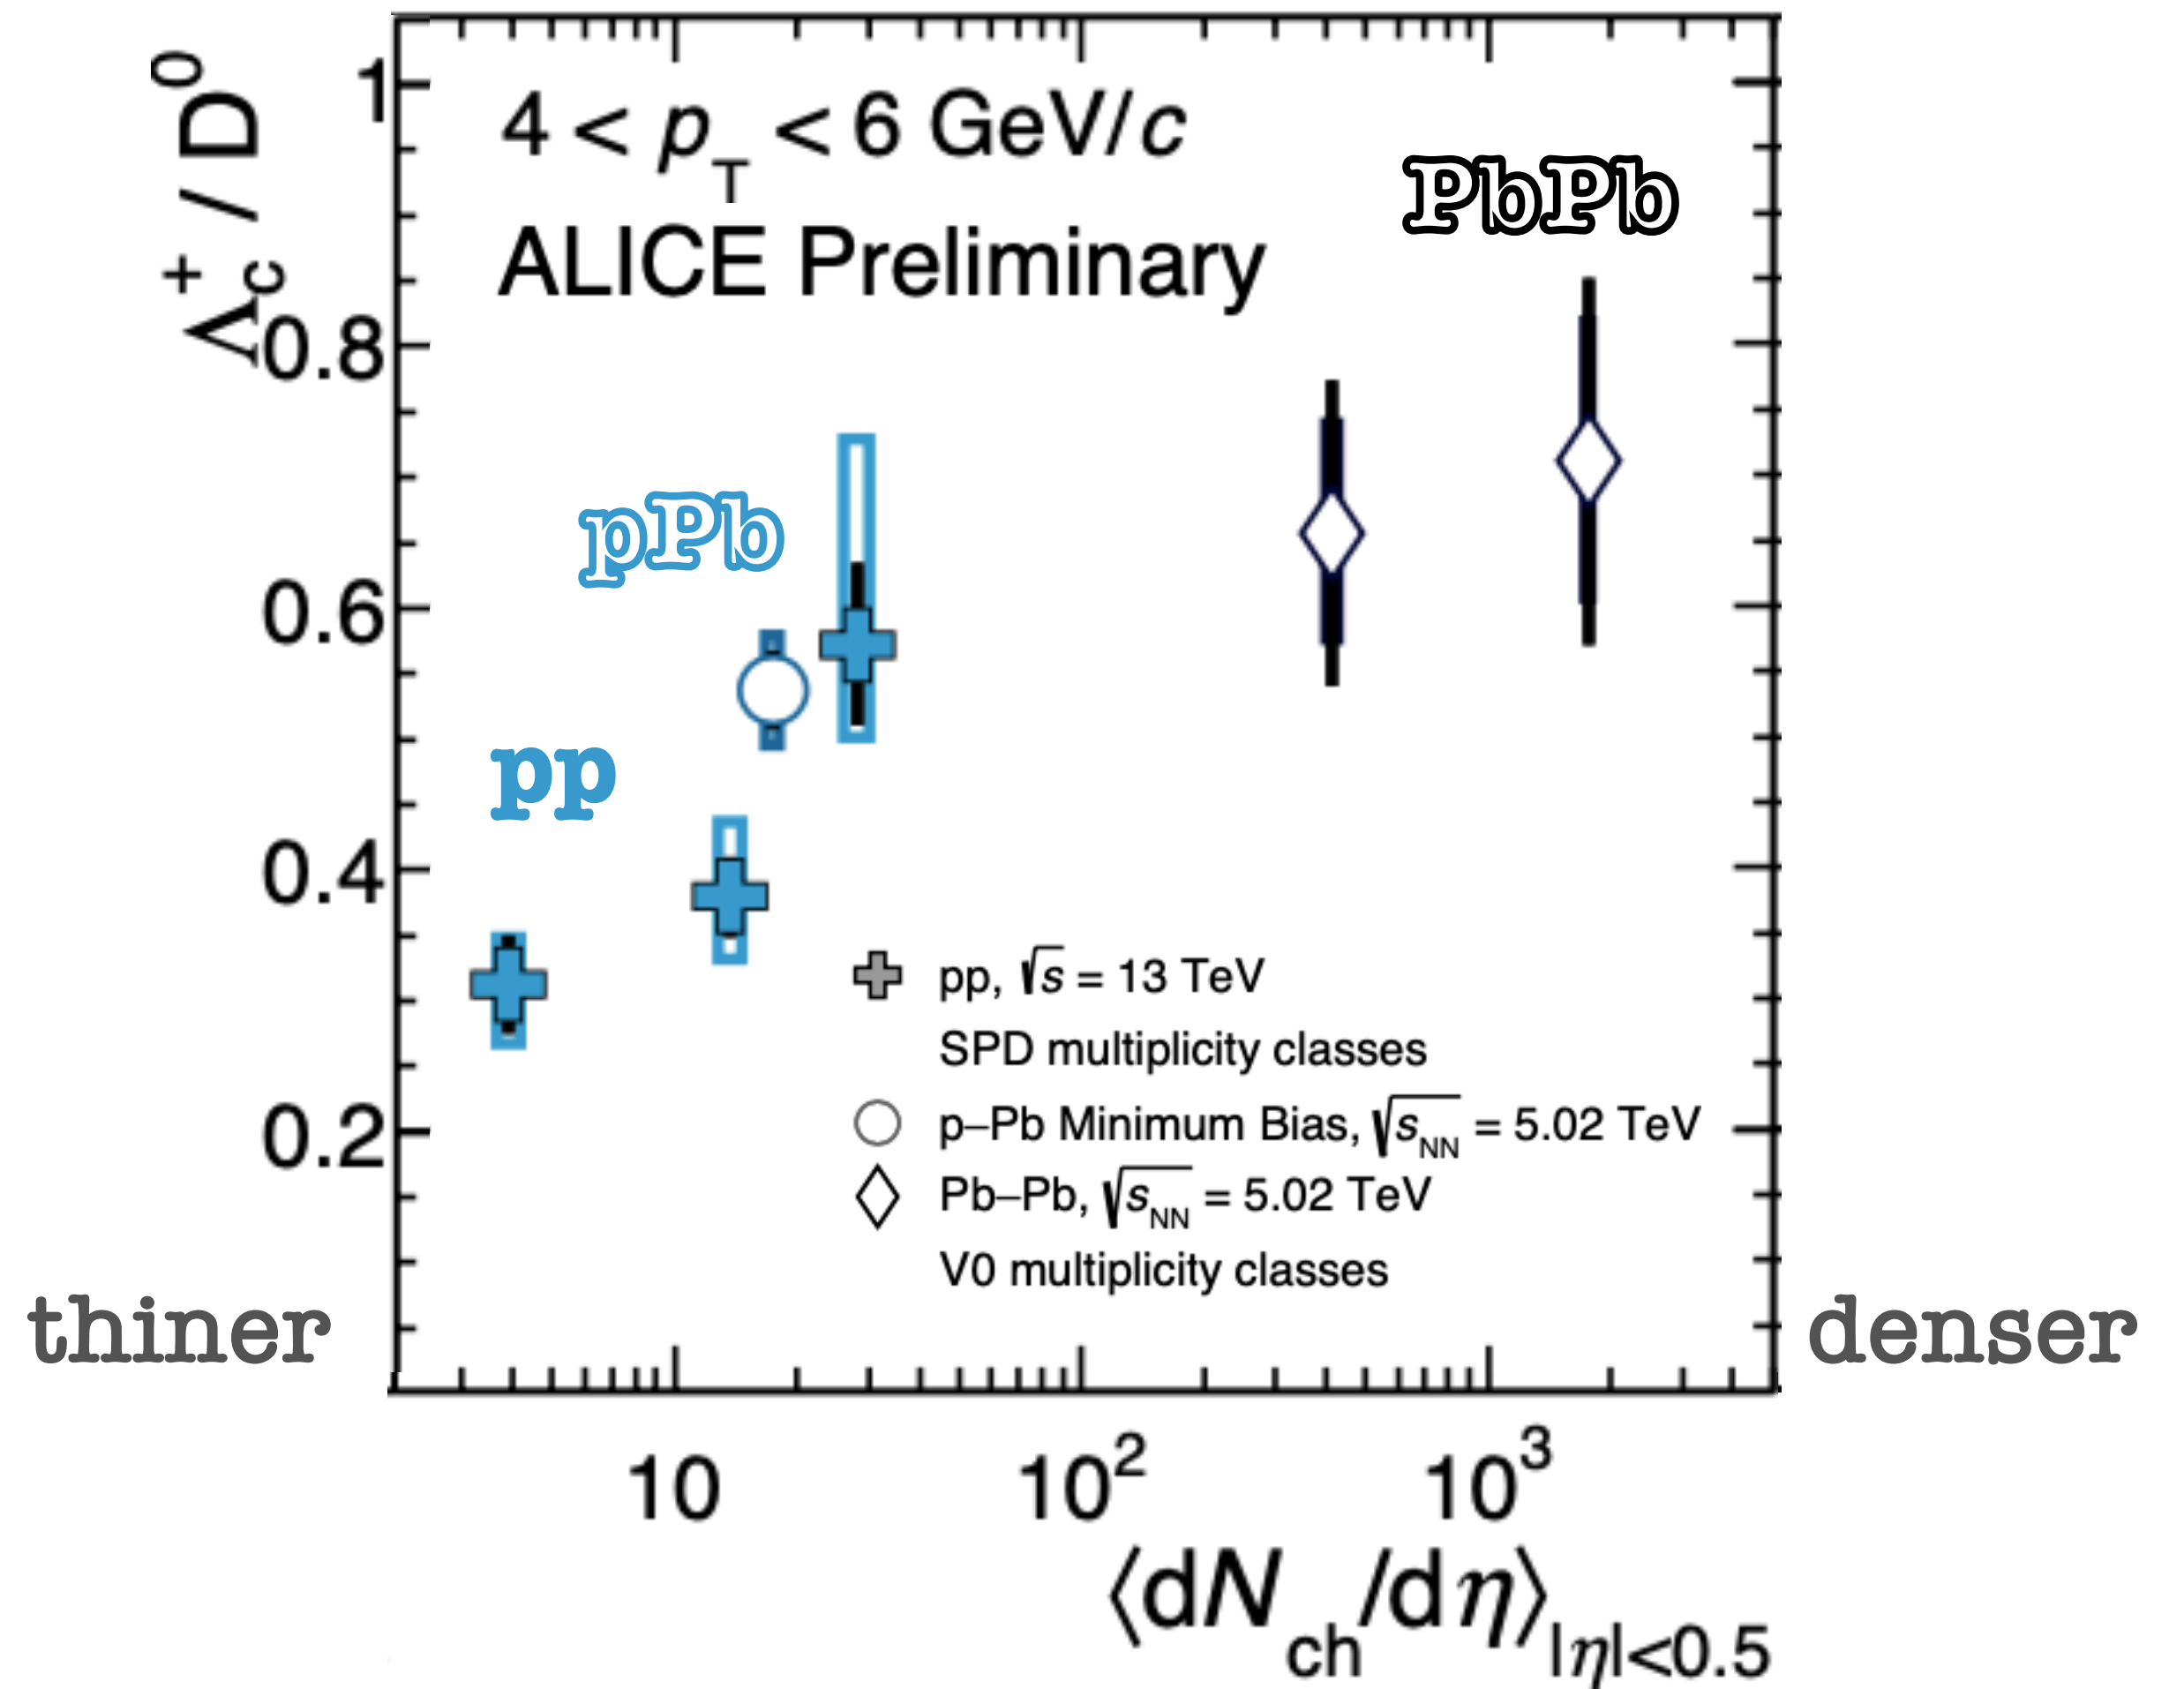 Λc+ / D0
1
0.8
0.6
0.4
0.2
4 < pT < 6 GeV/c
ALICE Preliminary
PbPb
pPb
pp
pp, √s = 13 TeV
SPD multiplicity classes
p–Pb Minimum Bias, √sNN = 5.02 TeV
Pb–Pb, √sNN = 5.02 TeV
V0 multiplicity classes
thiner
denser
10
10²
10³
⟨dNch/dη⟩|η|<0.5